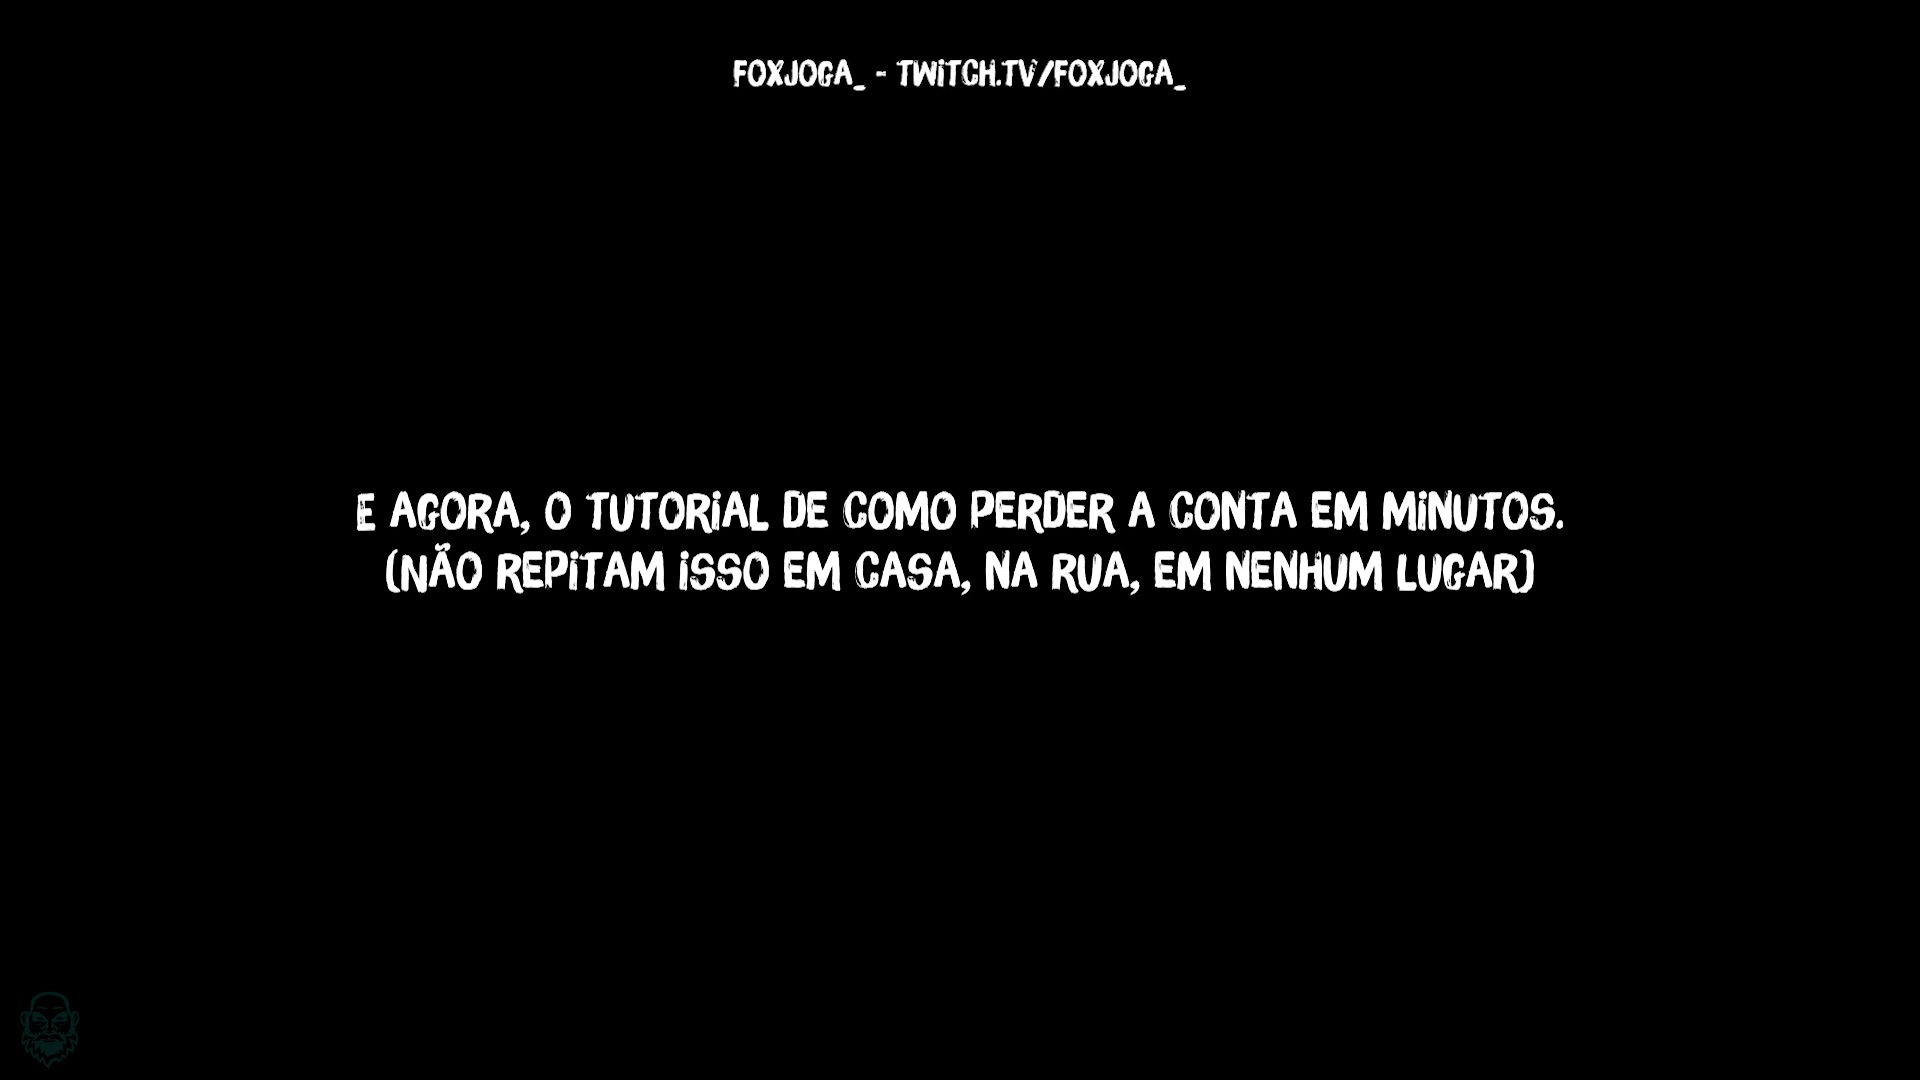 FOXJOGA_ - TWITCH.TV/FOXJOGA_
E AGORA, O TUTORIAL DE COMO PERDER A CONTA EM MINUTOS.
(NÃO REPITAM ISSO EM CASA, NA RUA, EM NENHUM LUGAR)